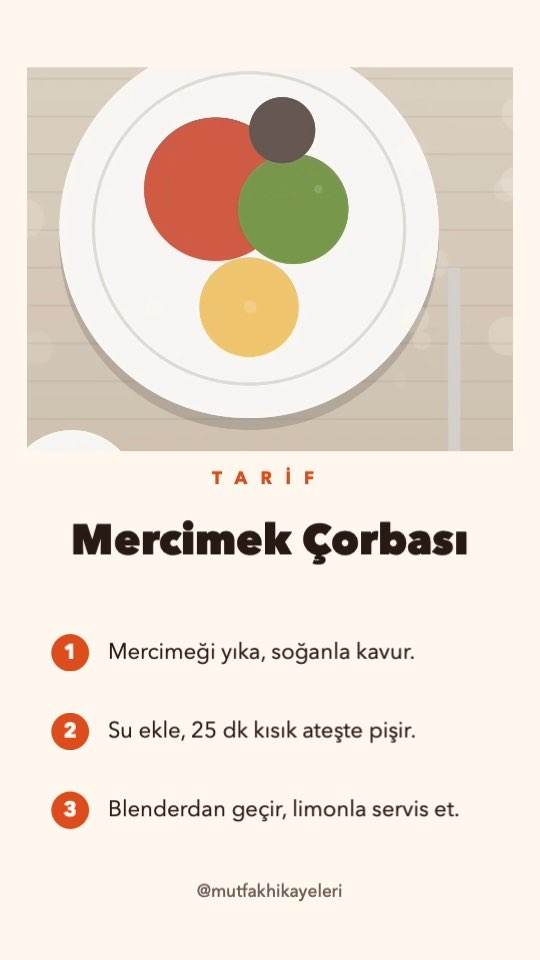 TARİF
Mercimek Çorbası
1 Mercimeği yıka, soğanla kavur.
2 Su ekle, 25 dk kısık ateşte pişir.
3 Blenderdan geçir, limonla servis et.
@mutfakhikayeleri